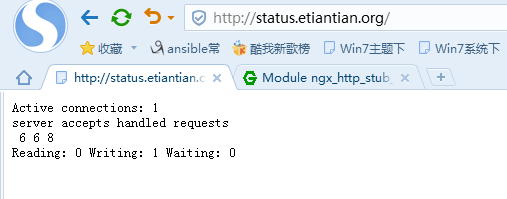 http://status.etiantian.org/
收藏 ansible常 酷我新歌榜 Win7主题下 Win7系统下
http://status.etiantian.c Module ngx_http_stub_
Active connections: 1
server accepts handled requests
6 6 8
Reading: 0 Writing: 1 Waiting: 0